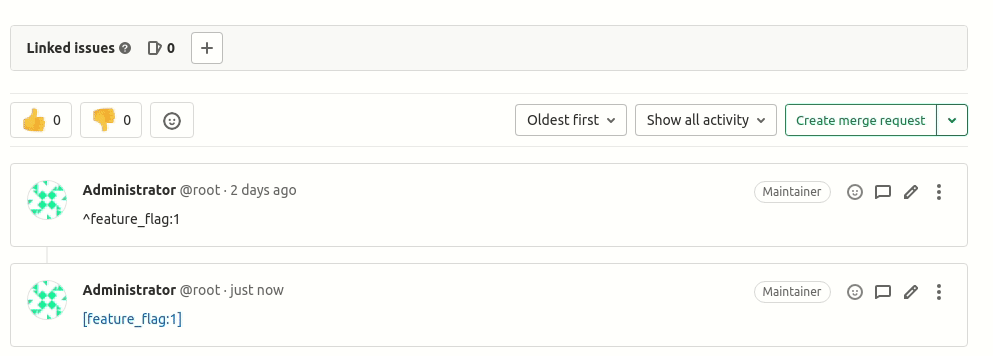 Linked issues 0
0 0 Oldest first Show all activity Create merge request
Administrator @root · 2 days ago Maintainer
^feature_flag:1
Administrator @root · just now Maintainer
[feature_flag:1]